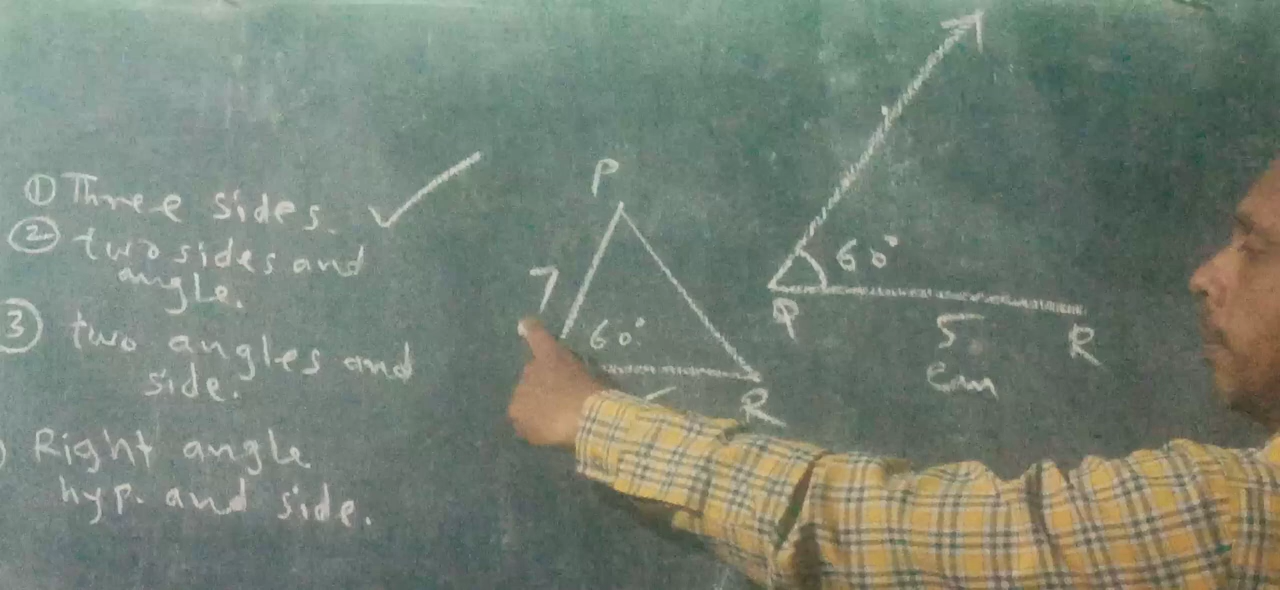 ① Three sides.
② two sides and
angle.
③ two angles and
side.
) Right angle
hyp. and side.
P
7
60°
R
60°
Q
5
R
cm